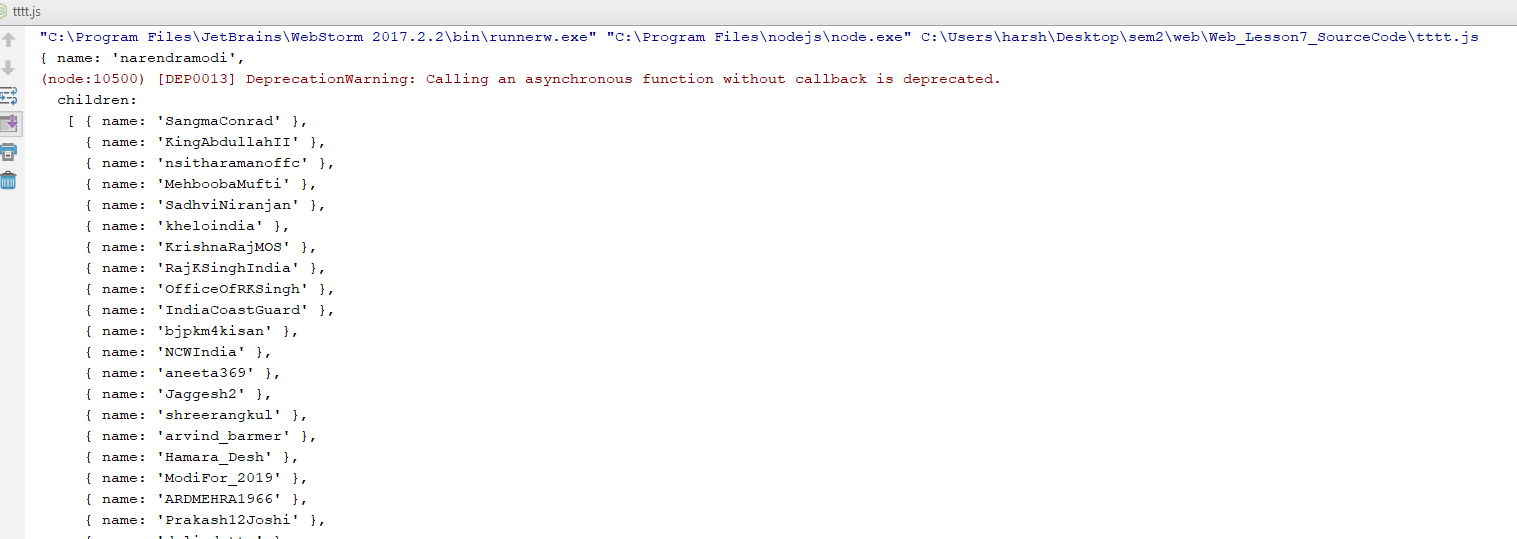 tttt.js
"C:\Program Files\JetBrains\WebStorm 2017.2.2\bin\runnerw.exe" "C:\Program Files\nodejs\node.exe" C:\Users\harsh\Desktop\sem2\web\Web_Lesson7_SourceCode\tttt.js
{ name: 'narendramodi',
(node:10500) [DEP0013] DeprecationWarning: Calling an asynchronous function without callback is deprecated.
  children:
   [ { name: 'SangmaConrad' },
     { name: 'KingAbdullahII' },
     { name: 'nsitharamanoffc' },
     { name: 'MehboobaMufti' },
     { name: 'SadhviNiranjan' },
     { name: 'kheloindia' },
     { name: 'KrishnaRajMOS' },
     { name: 'RajKSinghIndia' },
     { name: 'OfficeOfRKSingh' },
     { name: 'IndiaCoastGuard' },
     { name: 'bjpkm4kisan' },
     { name: 'NCWIndia' },
     { name: 'aneeta369' },
     { name: 'Jaggesh2' },
     { name: 'shreerangkul' },
     { name: 'arvind_barmer' },
     { name: 'Hamara_Desh' },
     { name: 'ModiFor_2019' },
     { name: 'ARDMEHRA1966' },
     { name: 'Prakash12Joshi' },